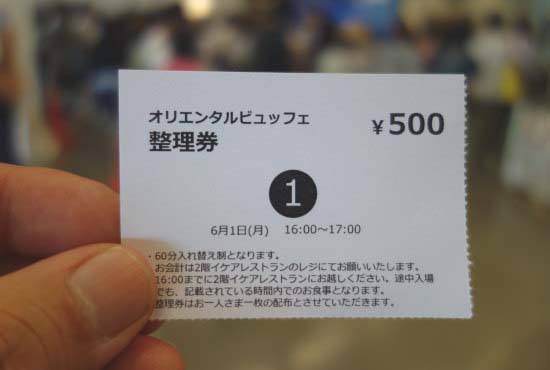 オリエンタルビュッフェ
整理券
¥500
1
6月1日(月) 16:00～17:00
・60分入れ替え制となります。
お会計は2階イケアレストランのレジにてお願いいたします。
16:00までに2階イケアレストランにお越しください。途中入場
でも、記載されている時間内でのお食事となります。
整理券はお一人さま一枚の配布とさせていただきます。